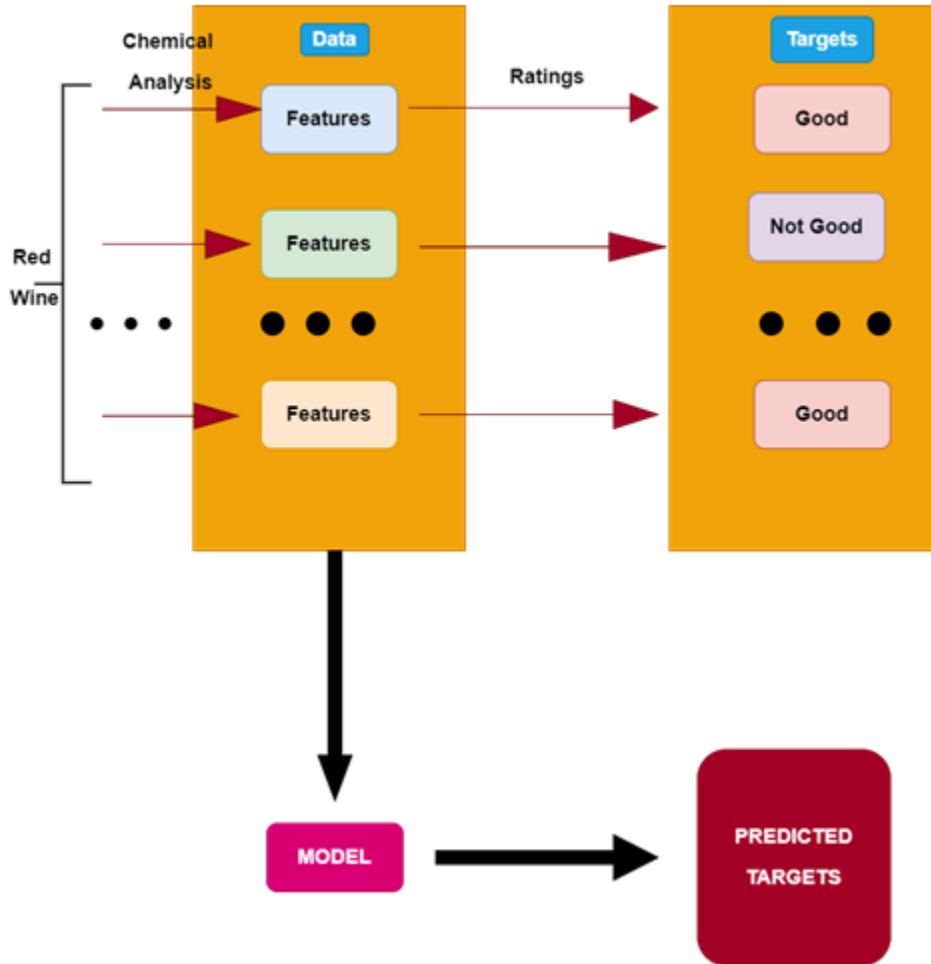 Chemical
Analysis
Data
Ratings
Targets
Features
Good
Features
Not Good
Red
Wine
Features
Good
MODEL
PREDICTED
TARGETS